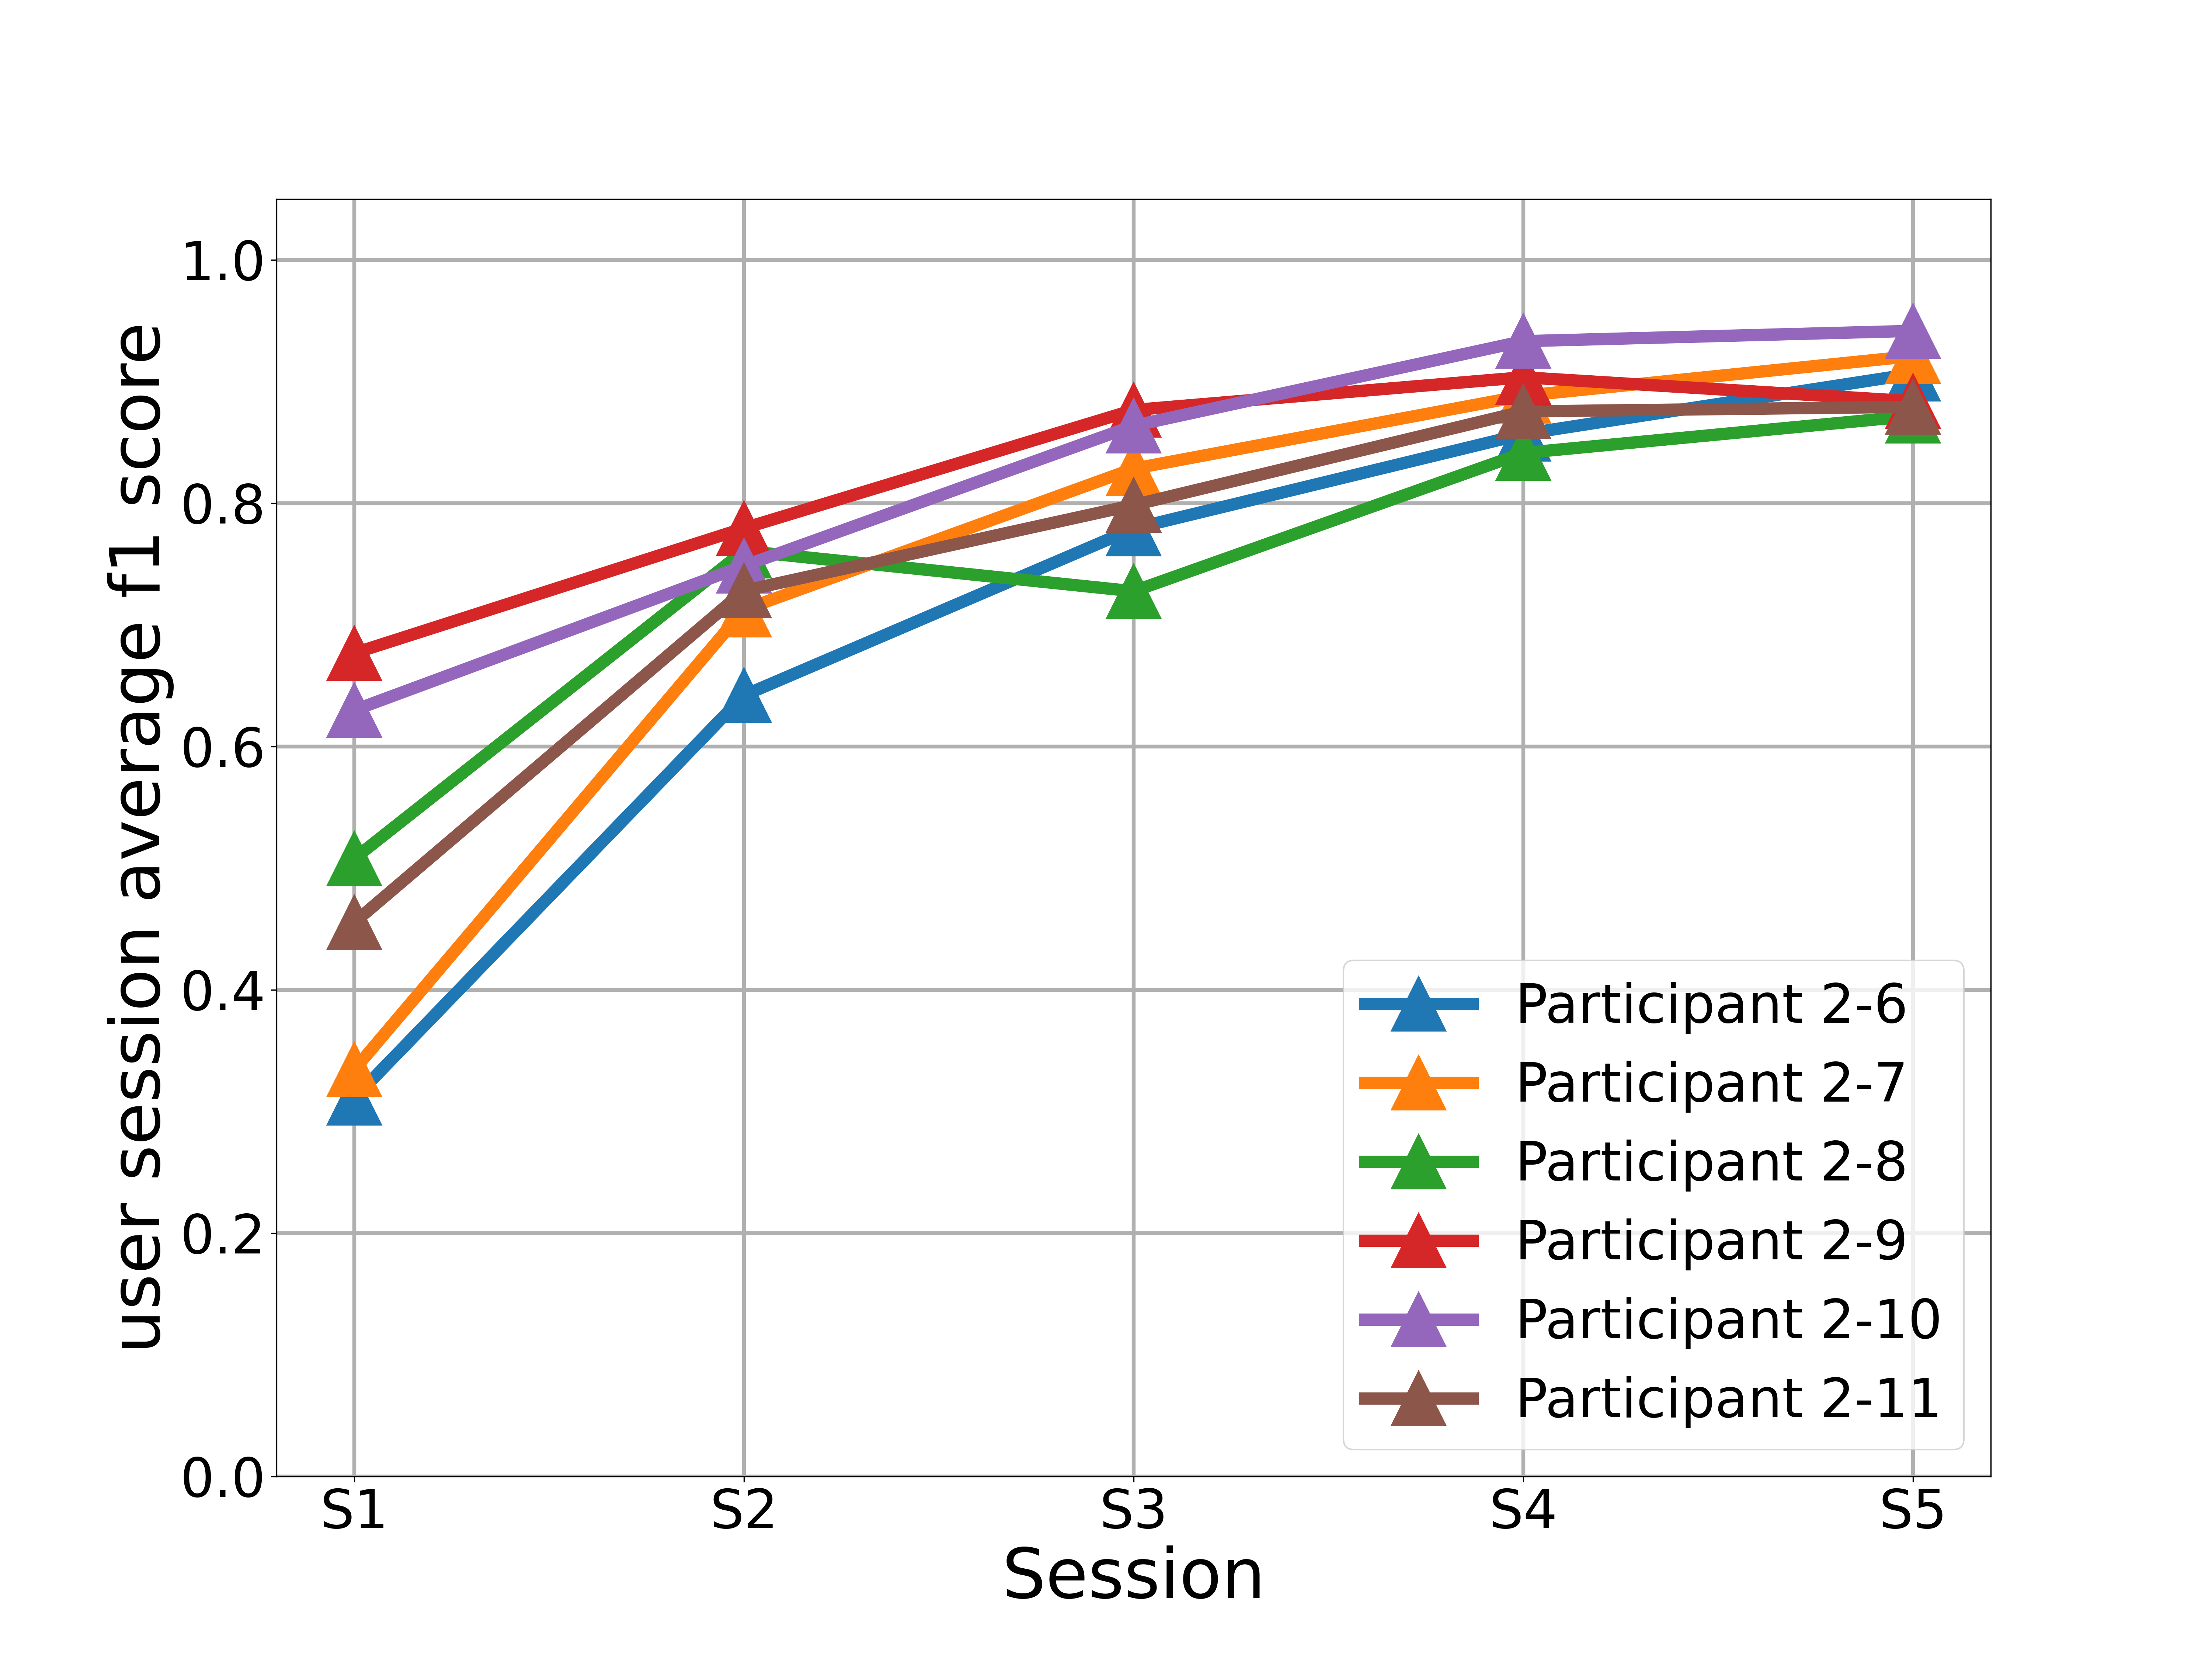 user session average f1 score
1.0
0.8
0.6
0.4
0.2
0.0
S1 S2 S3 S4 S5
Session
Participant 2-6
Participant 2-7
Participant 2-8
Participant 2-9
Participant 2-10
Participant 2-11